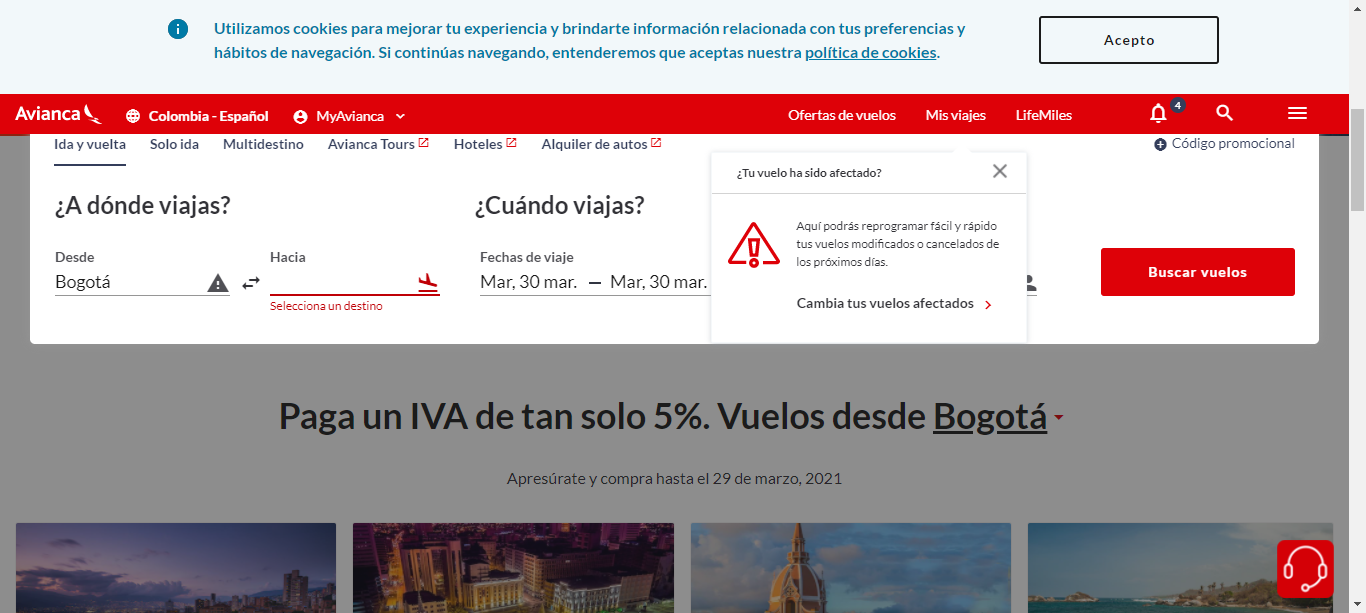 Utilizamos cookies para mejorar tu experiencia y brindarte información relacionada con tus preferencias y
hábitos de navegación. Si continúas navegando, entenderemos que aceptas nuestra política de cookies.
Acepto
Avianca
Colombia - Español
MyAvianca
Ofertas de vuelos
Mis viajes
LifeMiles
4
Ida y vuelta
Solo ida
Multidestino
Avianca Tours
Hoteles
Alquiler de autos
Código promocional
¿A dónde viajas?
Desde
Bogotá
Hacia
Selecciona un destino
¿Cuándo viajas?
Fechas de viaje
Mar, 30 mar. — Mar, 30 mar.
¿Tu vuelo ha sido afectado?
Aquí podrás reprogramar fácil y rápido
tus vuelos modificados o cancelados de
los próximos días.
Cambia tus vuelos afectados
Buscar vuelos
Paga un IVA de tan solo 5%. Vuelos desde Bogotá
Apresúrate y compra hasta el 29 de marzo, 2021